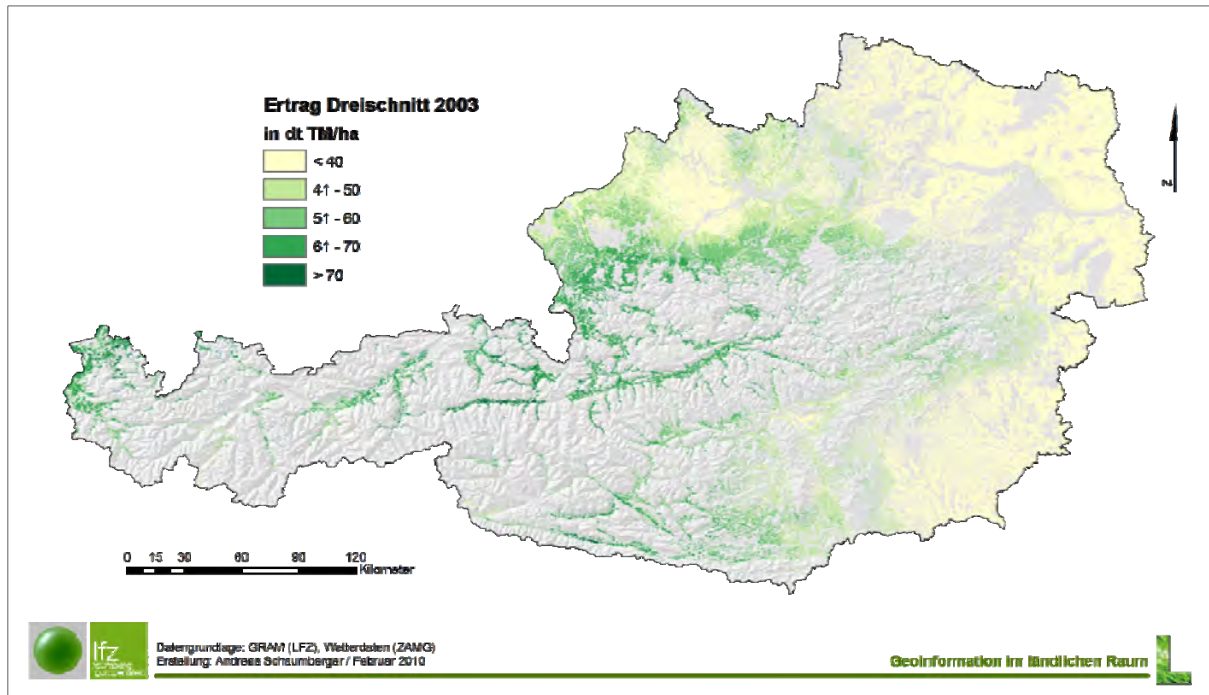 Ertrag Dreischnitt 2003
in dt TM/ha
< 40
41 - 50
51 - 60
61 - 70
> 70
N
0 15 30 60 90 120
Kilometer
lfz
Datengrundlage: GRAM (LFZ), Wetterdaten (ZAMG)
Erstellung: Andreas Schaumberger / Februar 2010
Geoinformation im ländlichen Raum
L